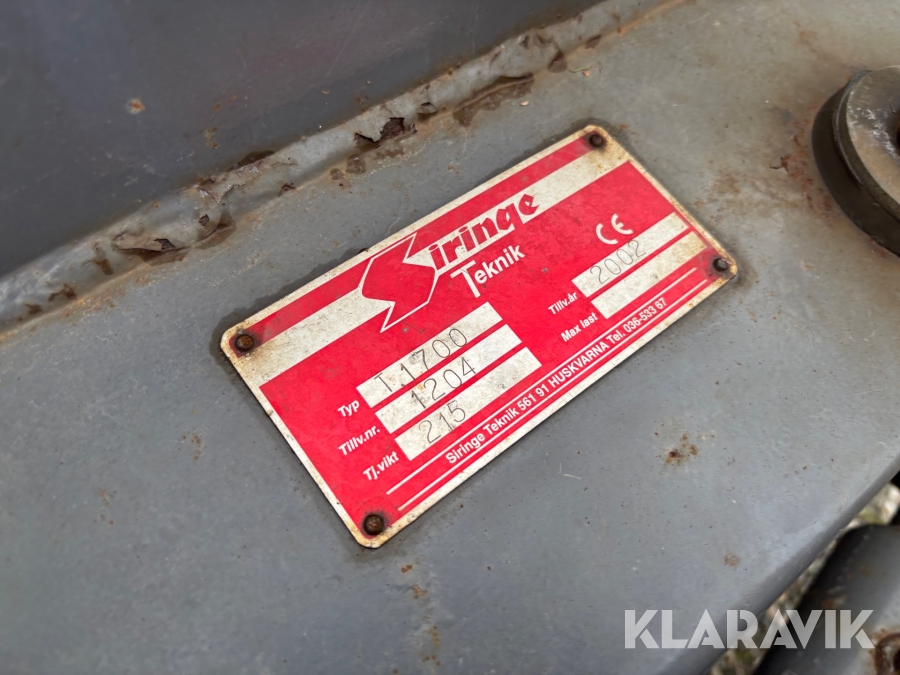 Siringe
Teknik
CE
Typ T 1700
Tillv.nr. 1204
Tj.vikt 215
Tillv.år 2002
Max last
Siringe Teknik 561 91 HUSKVARNA Tel. 036-533 67
KLARAVIK